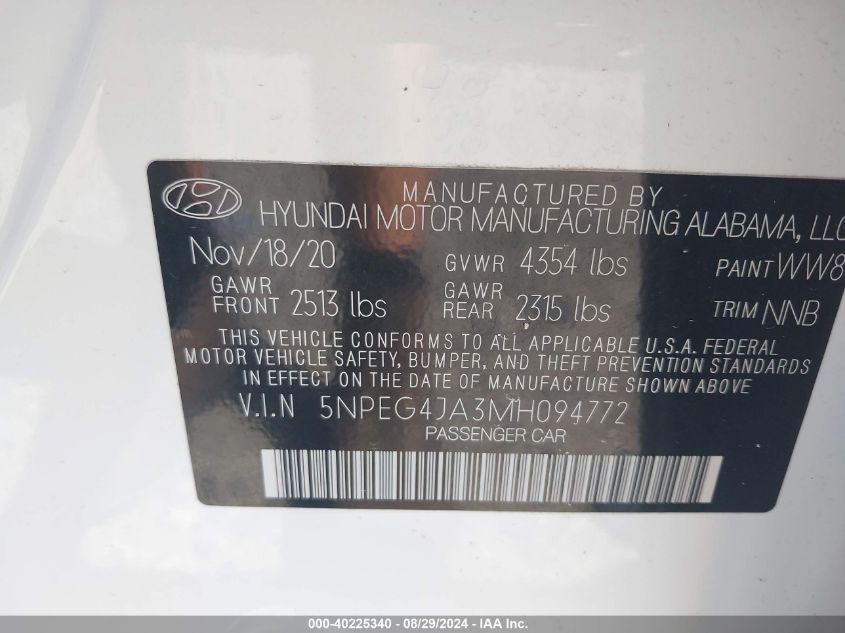 MANUFACTURED BY
HYUNDAI MOTOR MANUFACTURING ALABAMA, LLC
Nov/18/20 GVWR 4354 lbs PAINT WW8
GAWR FRONT 2513 lbs GAWR REAR 2315 lbs TRIM NNB
THIS VEHICLE CONFORMS TO ALL APPLICABLE U.S.A. FEDERAL
MOTOR VEHICLE SAFETY, BUMPER, AND THEFT PREVENTION STANDARDS
IN EFFECT ON THE DATE OF MANUFACTURE SHOWN ABOVE
V.I.N 5NPEG4JA3MH094772
PASSENGER CAR
000-40225340 - 08/29/2024 - IAA Inc.